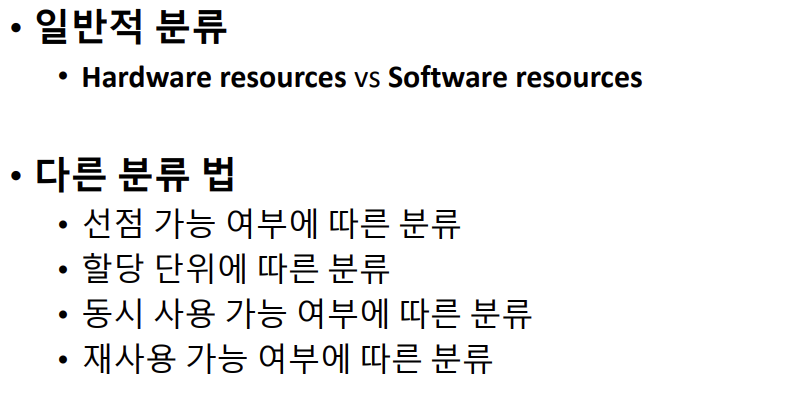 • 일반적 분류
• Hardware resources vs Software resources
• 다른 분류 법
• 선점 가능 여부에 따른 분류
• 할당 단위에 따른 분류
• 동시 사용 가능 여부에 따른 분류
• 재사용 가능 여부에 따른 분류